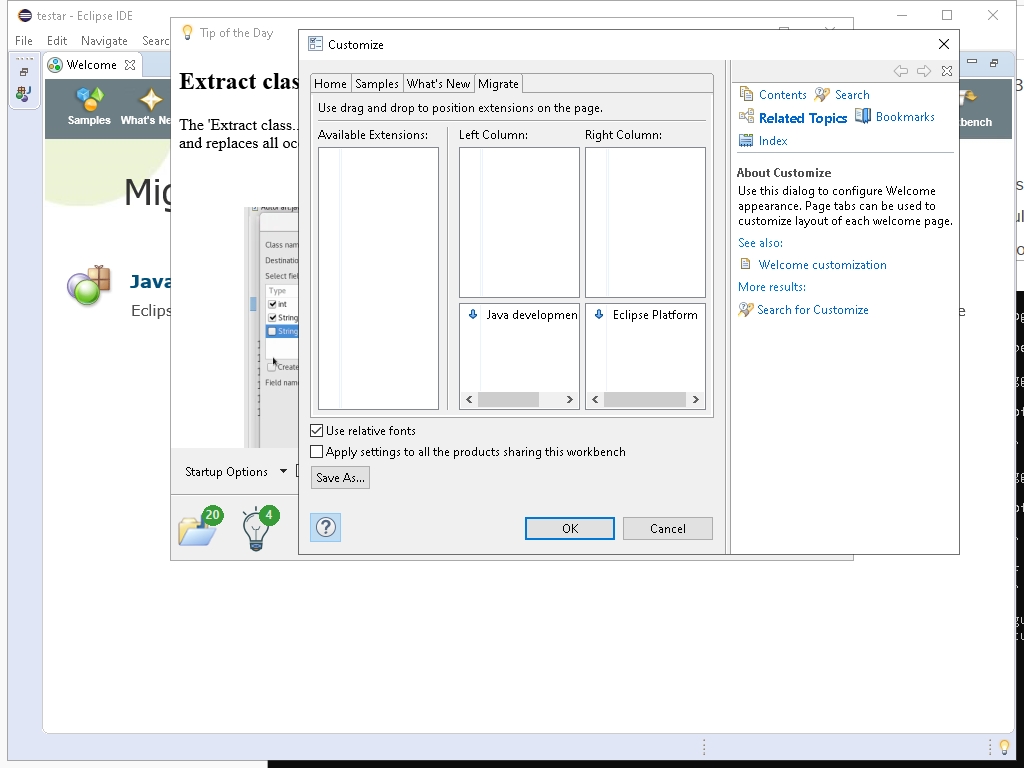 testar - Eclipse IDE
File Edit Navigate Searc
Welcome
Samples What's Ne
bench
Mig
Java
Eclips
Tip of the Day
Extract clas
The 'Extract class..
and replaces all occ
Class nam
Destinatio
Select fiel
Type
int
String
String
Create
Field name
Startup Options
20
4
Customize
Home Samples What's New Migrate
Use drag and drop to position extensions on the page.
Available Extensions: Left Column: Right Column:
Java developmen Eclipse Platform
Use relative fonts
Apply settings to all the products sharing this workbench
Save As...
OK Cancel
Contents Search
Related Topics Bookmarks
Index
About Customize
Use this dialog to configure Welcome
appearance. Page tabs can be used to
customize layout of each welcome page.
See also:
Welcome customization
More results:
Search for Customize